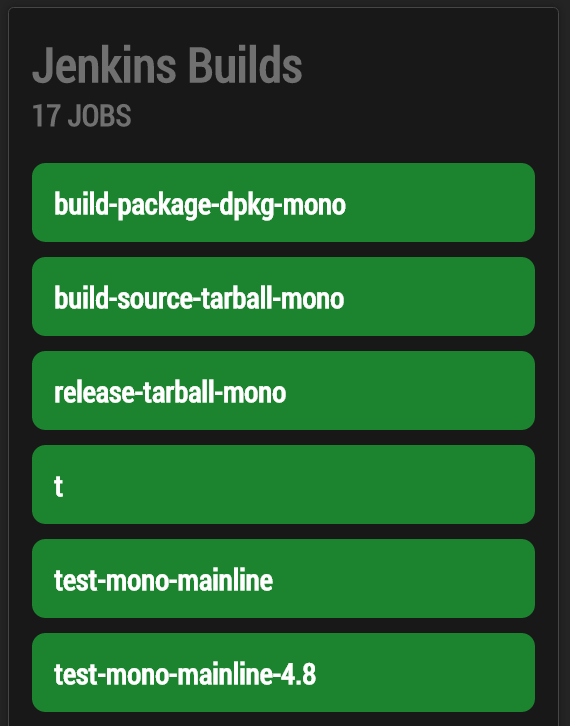 Jenkins Builds
17 JOBS
build-package-dpkg-mono
build-source-tarball-mono
release-tarball-mono
t
test-mono-mainline
test-mono-mainline-4.8